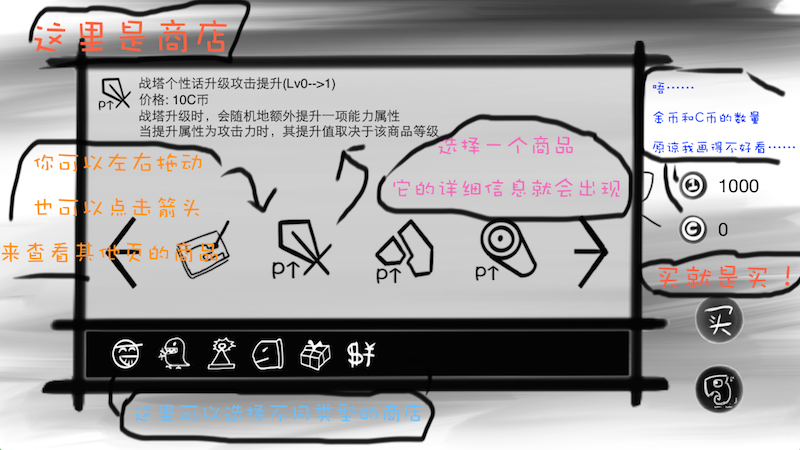 这里是商店
战塔个性话升级攻击提升(Lv0-->1)
价格: 10C币
战塔升级时，会随机地额外提升一项能力属性
当提升属性为攻击力时，其提升值取决于该商品等级
P↑
唔……
金币和C币的数量
原谅我画得不好看……
你可以左右拖动
也可以点击箭头
来查看其他页的商品
选择一个商品
它的详细信息就会出现
1 1000
C 0
P↑
P↑
P↑
买就是买！
买
$¥
这里可以选择不同类型的商店